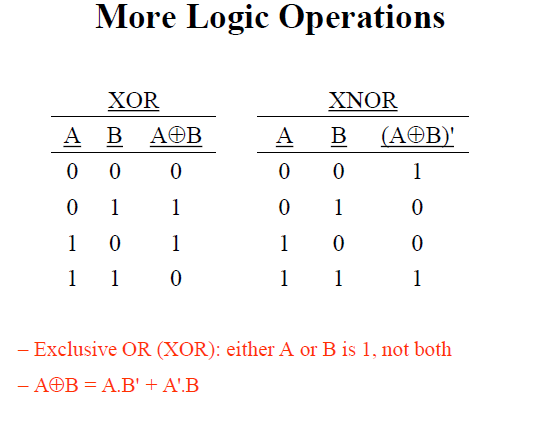 More Logic Operations
XOR XNOR
A B A⊕B A B (A⊕B)'
0 0 0 0 0 1
0 1 1 0 1 0
1 0 1 1 0 0
1 1 0 1 1 1
– Exclusive OR (XOR): either A or B is 1, not both
– A⊕B = A.B' + A'.B